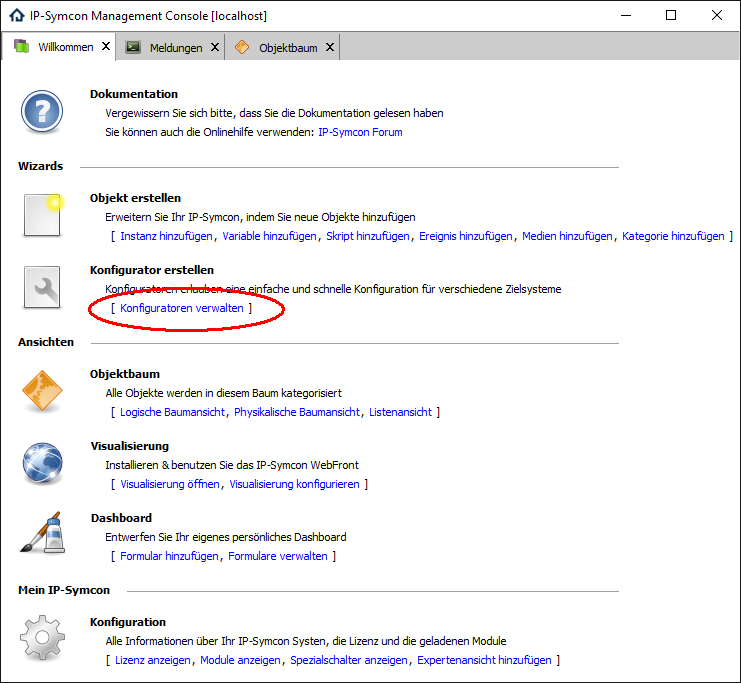 IP-Symcon Management Console [localhost]
Willkommen Meldungen Objektbaum
Dokumentation
Vergewissern Sie sich bitte, dass Sie die Dokumentation gelesen haben
Sie können auch die Onlinehilfe verwenden: IP-Symcon Forum
Wizards
Objekt erstellen
Erweitern Sie Ihr IP-Symcon, indem Sie neue Objekte hinzufügen
[ Instanz hinzufügen, Variable hinzufügen, Skript hinzufügen, Ereignis hinzufügen, Medien hinzufügen, Kategorie hinzufügen ]
Konfigurator erstellen
Konfiguratoren erlauben eine einfache und schnelle Konfiguration für verschiedene Zielsysteme
[ Konfiguratoren verwalten ]
Ansichten
Objektbaum
Alle Objekte werden in diesem Baum kategorisiert
[ Logische Baumansicht, Physikalische Baumansicht, Listenansicht ]
Visualisierung
Installieren & benutzen Sie das IP-Symcon WebFront
[ Visualisierung öffnen, Visualisierung konfigurieren ]
Dashboard
Entwerfen Sie Ihr eigenes persönliches Dashboard
[ Formular hinzufügen, Formulare verwalten ]
Mein IP-Symcon
Konfiguration
Alle Informationen über Ihr IP-Symcon Systen, die Lizenz und die geladenen Module
[ Lizenz anzeigen, Module anzeigen, Spezialschalter anzeigen, Expertenansicht hinzufügen ]